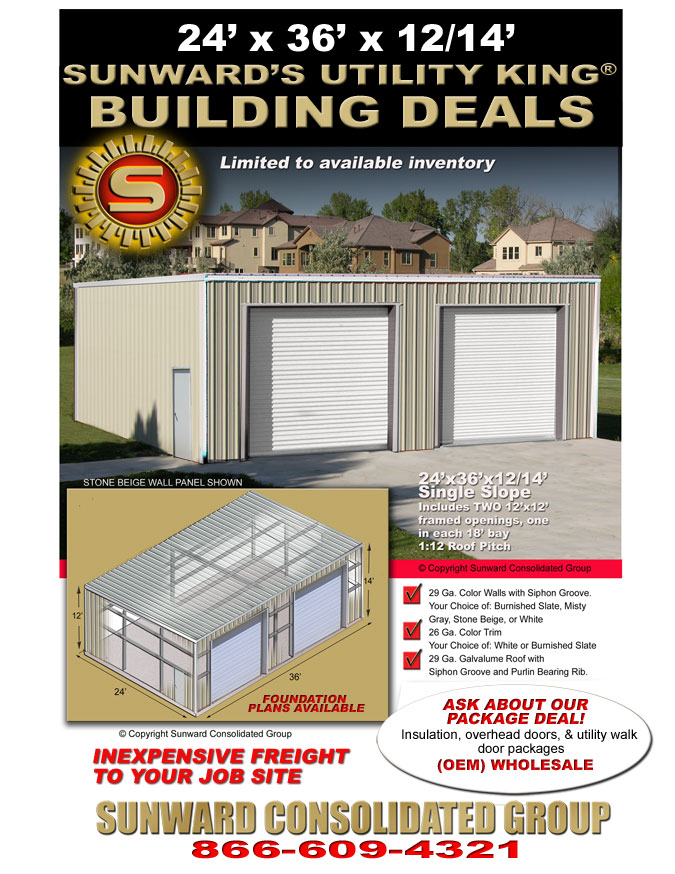 24’ x 36’ x 12/14’
SUNWARD’S UTILITY KING®
BUILDING DEALS
S
Limited to available inventory
STONE BEIGE WALL PANEL SHOWN
24’x36’x12/14’
Single Slope
Includes TWO 12’x12’
framed openings, one
in each 18’ bay
1:12 Roof Pitch
© Copyright Sunward Consolidated Group
12’
14’
24’
36’
FOUNDATION
PLANS AVAILABLE
© Copyright Sunward Consolidated Group
29 Ga. Color Walls with Siphon Groove.
Your Choice of: Burnished Slate, Misty
Gray, Stone Beige, or White
26 Ga. Color Trim
Your Choice of: White or Burnished Slate
29 Ga. Galvalume Roof with
Siphon Groove and Purlin Bearing Rib.
INEXPENSIVE FREIGHT
TO YOUR JOB SITE
ASK ABOUT OUR
PACKAGE DEAL!
Insulation, overhead doors, & utility walk
door packages
(OEM) WHOLESALE
SUNWARD CONSOLIDATED GROUP
866-609-4321